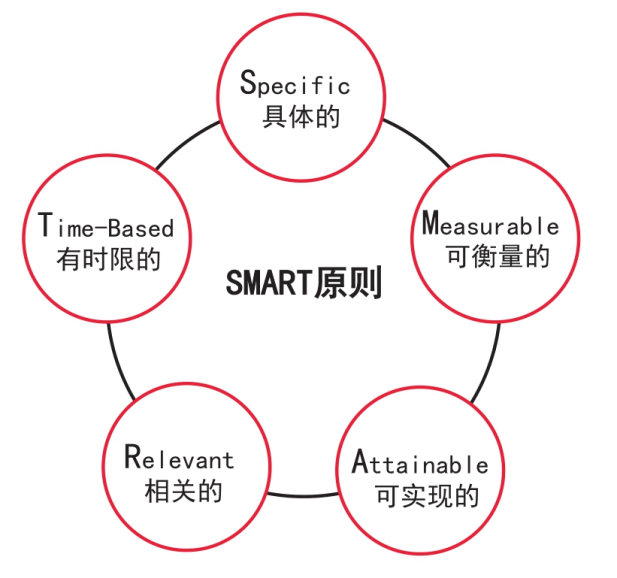 Specific
具体的
Measurable
可衡量的
Attainable
可实现的
Relevant
相关的
Time-Based
有时限的
SMART原则